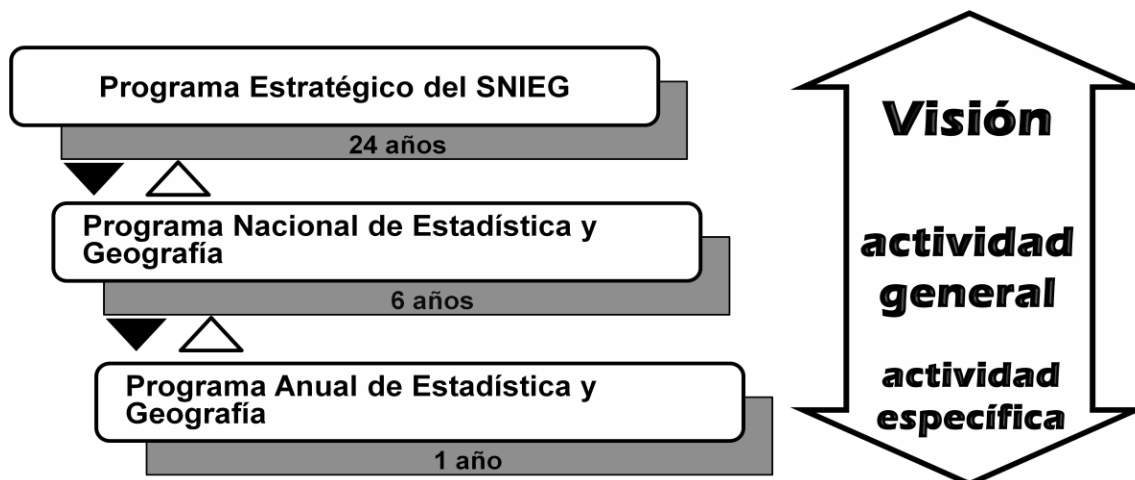 Programa Estratégico del SNIEG
24 años
Programa Nacional de Estadística y
Geografía
6 años
Programa Anual de Estadística y
Geografía
1 año
Visión
actividad
general
actividad
específica